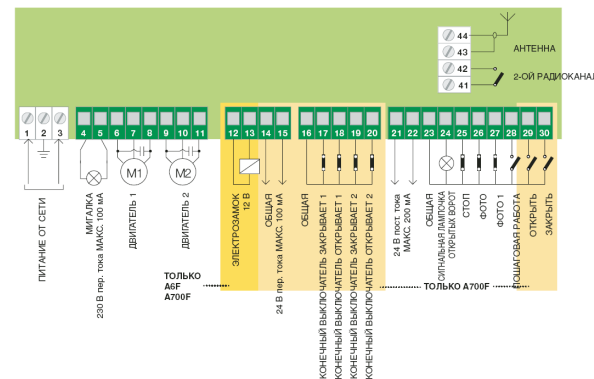 44
43
АНТЕННА
42
2-ОЙ РАДИОКАНАЛ
41
1 2 3 4 5 6 7 8 9 10 11 12 13 14 15 16 17 18 19 20 21 22 23 24 25 26 27 28 29 30
M1
M2
ПИТАНИЕ ОТ СЕТИ
МИГАЛКА
230 В пер. тока МАКС. 100 мА
ДВИГАТЕЛЬ 1
ДВИГАТЕЛЬ 2
ЭЛЕКТРОЗАМОК
12 В
ОБЩАЯ
24 В пер. тока МАКС. 100 мА
ОБЩАЯ
КОНЕЧНЫЙ ВЫКЛЮЧАТЕЛЬ ЗАКРЫВАЕТ 1
КОНЕЧНЫЙ ВЫКЛЮЧАТЕЛЬ ОТКРЫВАЕТ 1
КОНЕЧНЫЙ ВЫКЛЮЧАТЕЛЬ ЗАКРЫВАЕТ 2
КОНЕЧНЫЙ ВЫКЛЮЧАТЕЛЬ ОТКРЫВАЕТ 2
24 В пост. тока
МАКС. 200 мА
ОБЩАЯ
СИГНАЛЬНАЯ ЛАМПОЧКА
ОТКРЫТЫХ ВОРОТ
СТОП
ФОТО
ФОТО 1
ПОШАГОВАЯ РАБОТА
ОТКРЫТЬ
ЗАКРЫТЬ
ТОЛЬКО
A6F
A700F
ТОЛЬКО A700F